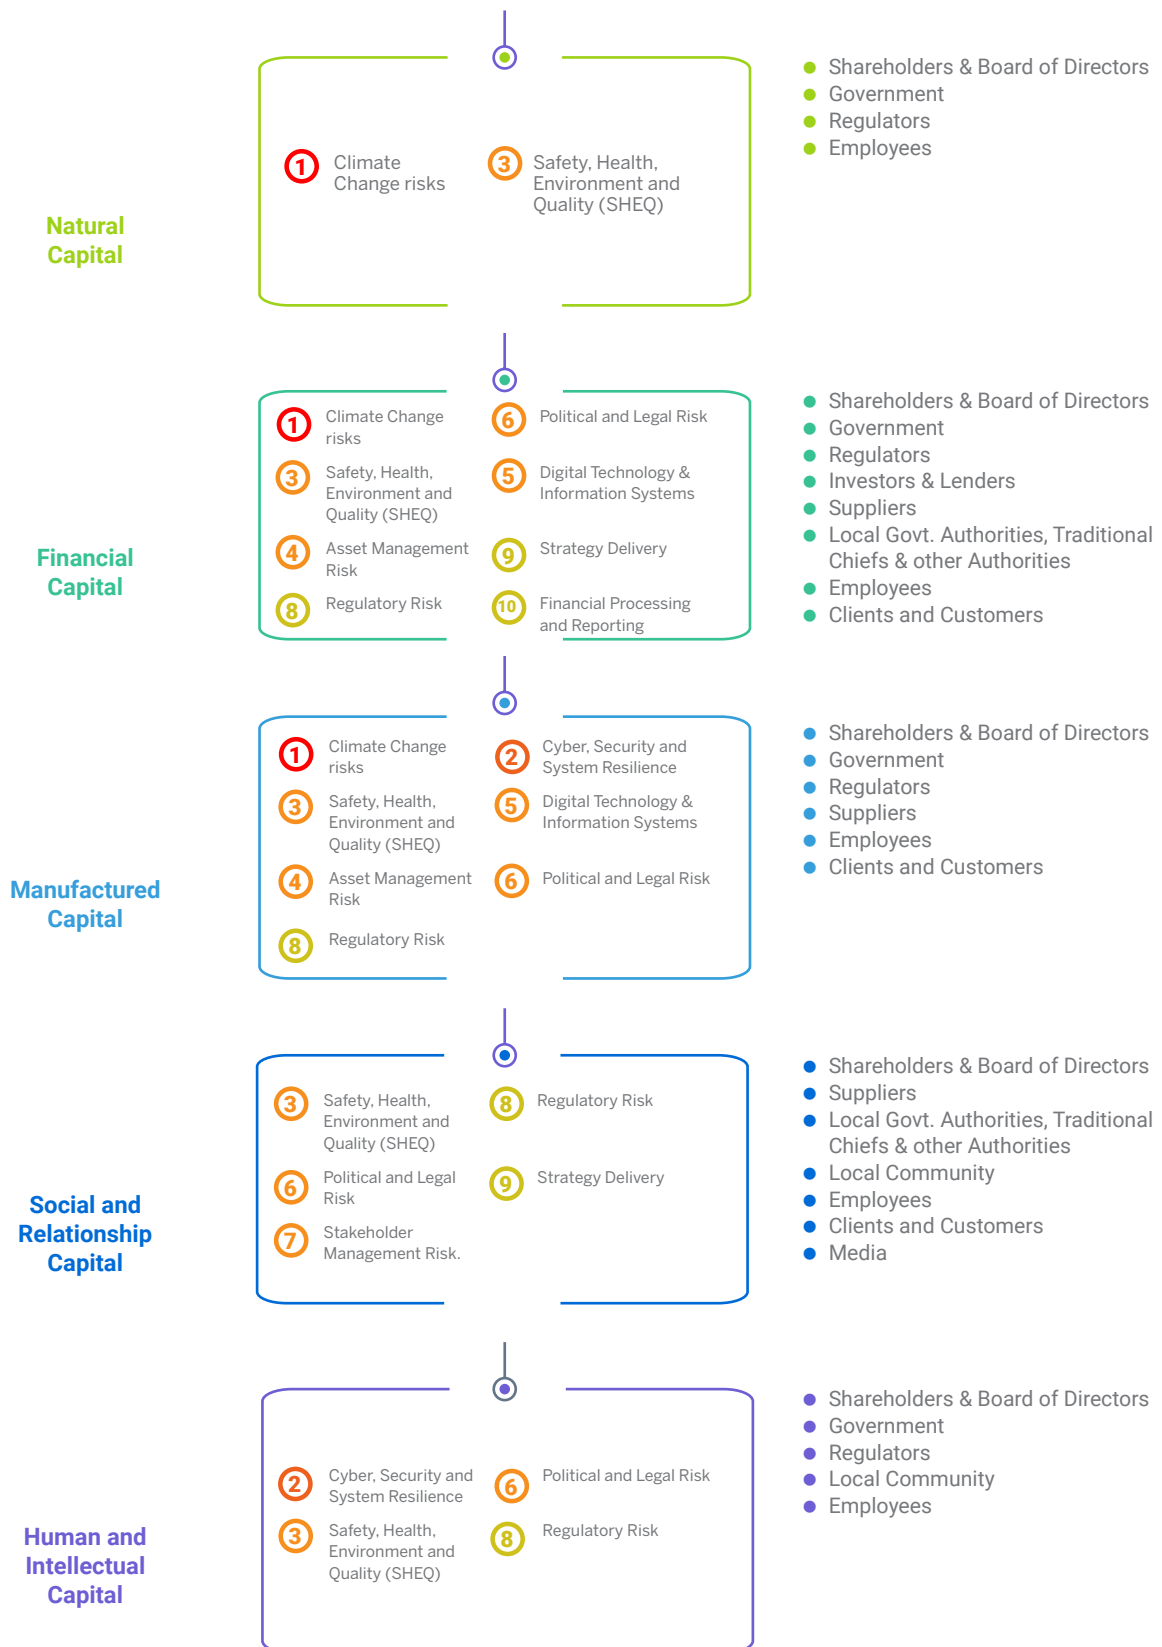 Natural
Capital
1
Climate
Change risks
3
Safety, Health,
Environment and
Quality (SHEQ)
Shareholders & Board of Directors
Government
Regulators
Employees
Financial
Capital
1
Climate Change
risks
3
Safety, Health,
Environment and
Quality (SHEQ)
4
Asset Management
Risk
8
Regulatory Risk
6
Political and Legal Risk
5
Digital Technology &
Information Systems
9
Strategy Delivery
10
Financial Processing
and Reporting
Shareholders & Board of Directors
Government
Regulators
Investors & Lenders
Suppliers
Local Govt. Authorities, Traditional
Chiefs & other Authorities
Employees
Clients and Customers
Manufactured
Capital
1
Climate Change
risks
3
Safety, Health,
Environment and
Quality (SHEQ)
4
Asset Management
Risk
8
Regulatory Risk
2
Cyber, Security and
System Resilience
5
Digital Technology &
Information Systems
6
Political and Legal Risk
Shareholders & Board of Directors
Government
Regulators
Suppliers
Employees
Clients and Customers
Social and
Relationship
Capital
3
Safety, Health,
Environment and
Quality (SHEQ)
6
Political and Legal
Risk
7
Stakeholder
Management Risk.
8
Regulatory Risk
9
Strategy Delivery
Shareholders & Board of Directors
Suppliers
Local Govt. Authorities, Traditional
Chiefs & other Authorities
Local Community
Employees
Clients and Customers
Media
Human and
Intellectual
Capital
2
Cyber, Security and
System Resilience
3
Safety, Health,
Environment and
Quality (SHEQ)
6
Political and Legal Risk
8
Regulatory Risk
Shareholders & Board of Directors
Government
Regulators
Local Community
Employees